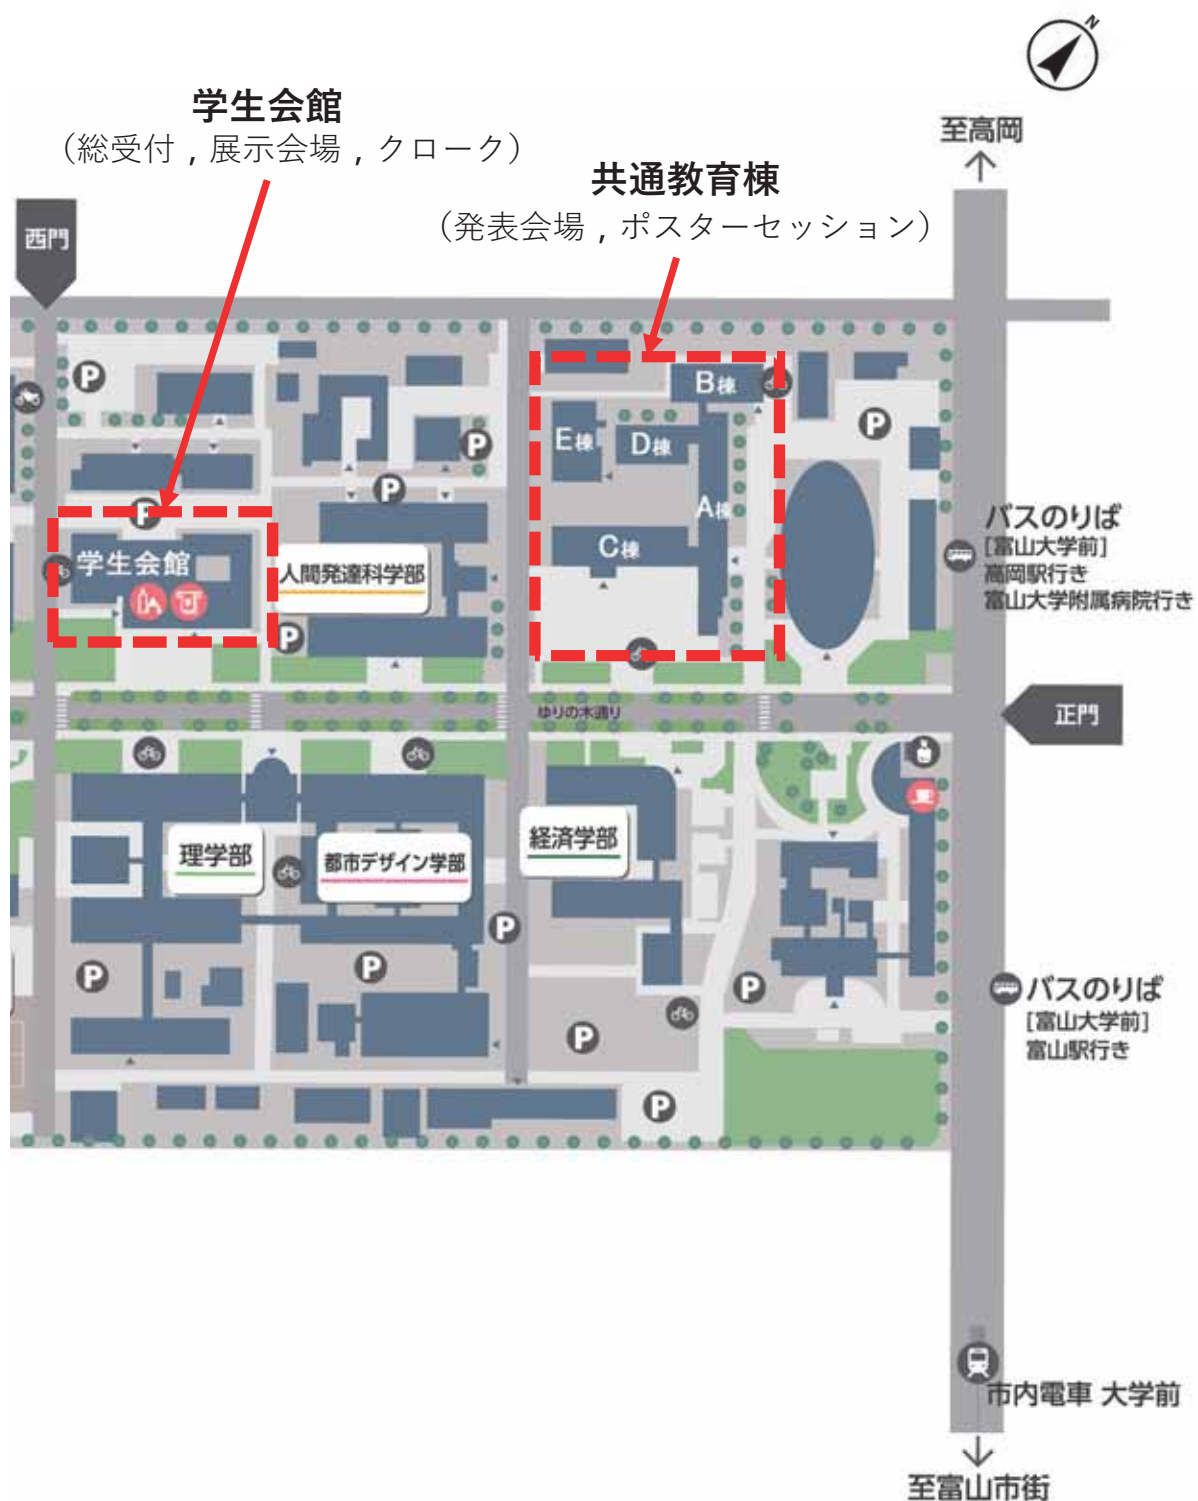 N
学生会館
（総受付 , 展示会場 , クローク）
至高岡
共通教育棟
（発表会場 , ポスターセッション）
西門
P
B棟
P
E棟
D棟
P
P
A棟
P
C棟
学生会館
人間発達科学部
P
バスのりば
[富山大学前]
高岡駅行き
富山大学附属病院行き
ゆりの木通り
正門
理学部
都市デザイン学部
経済学部
P
P
P
P
P
P
バスのりば
[富山大学前]
富山駅行き
市内電車 大学前
至富山市街